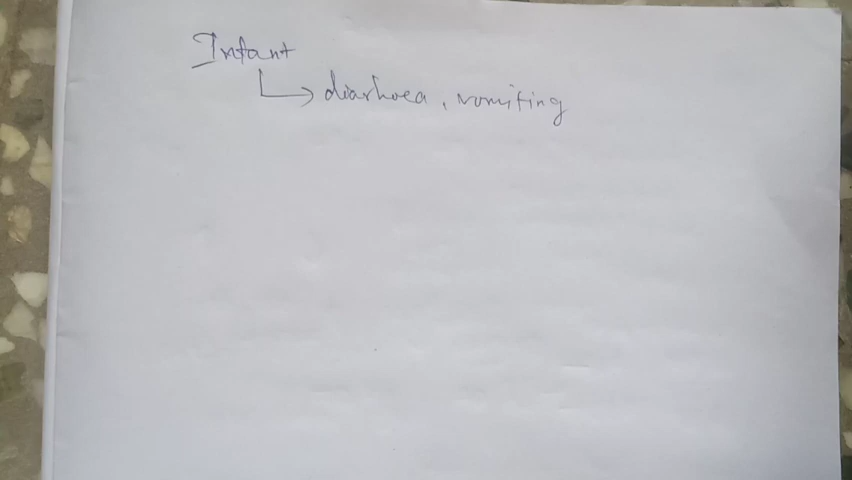 Infant
↳ diarhoea, vomiting